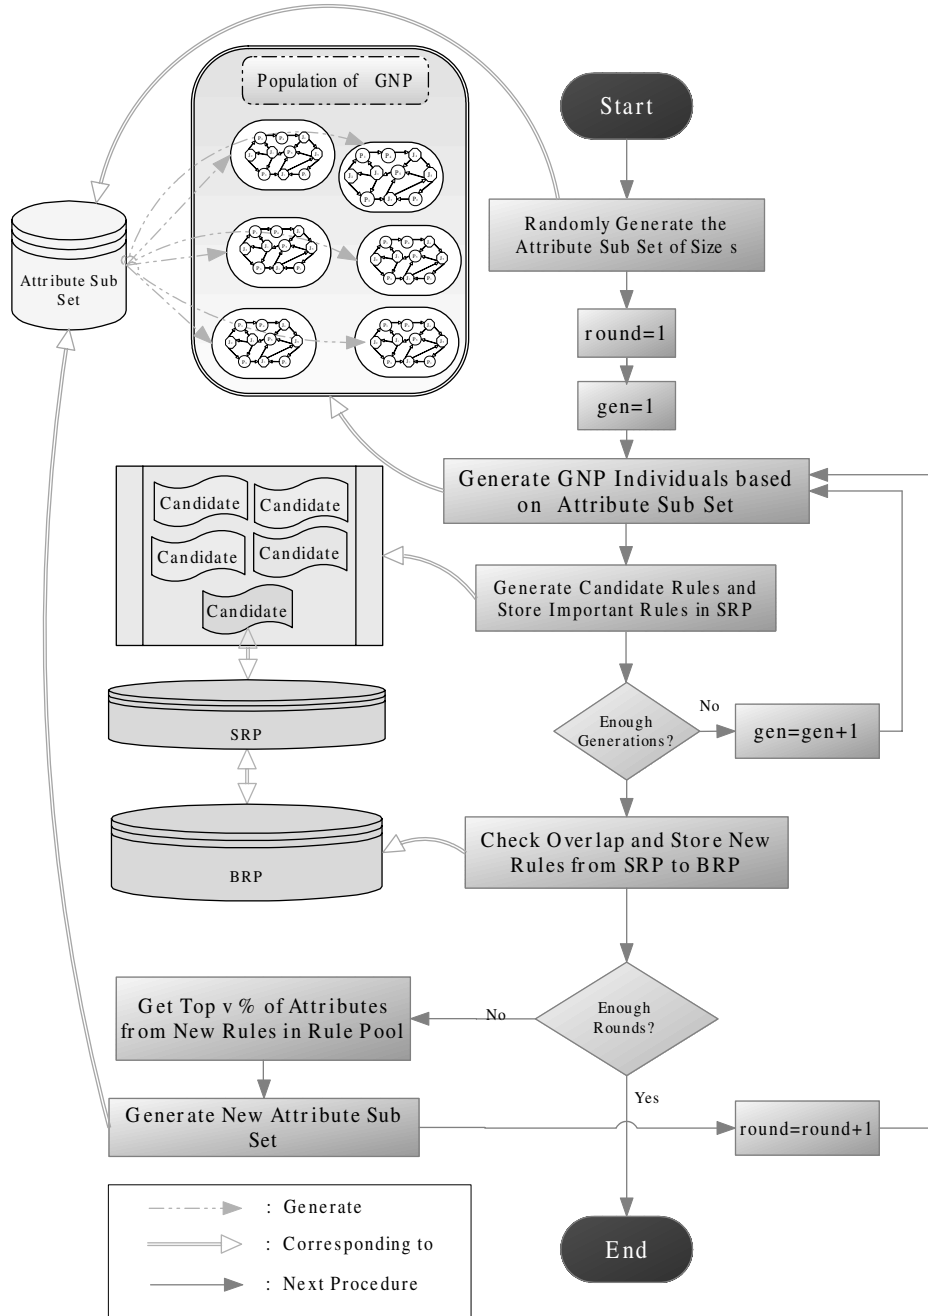 Population of GNP
Start
Randomly Generate the
Attribute Sub Set of Size s
Attribute Sub
Set
round=1
gen=1
Generate GNP Individuals based
on Attribute Sub Set
Candidate
Candidate
Candidate
Candidate
Candidate
Generate Candidate Rules and
Store Important Rules in SRP
SRP
Enough
Generations?
No
gen=gen+1
BRP
Check Overlap and Store New
Rules from SRP to BRP
Get Top v % of Attributes
from New Rules in Rule Pool
No
Enough
Rounds?
Yes
Generate New Attribute Sub
Set
round=round+1
: Generate
: Corresponding to
: Next Procedure
End